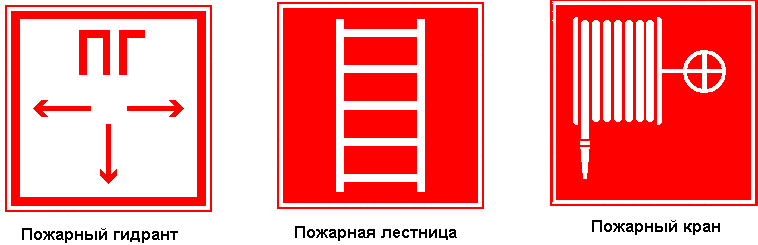 ПГ
Пожарный гидрант
Пожарная лестница
Пожарный кран